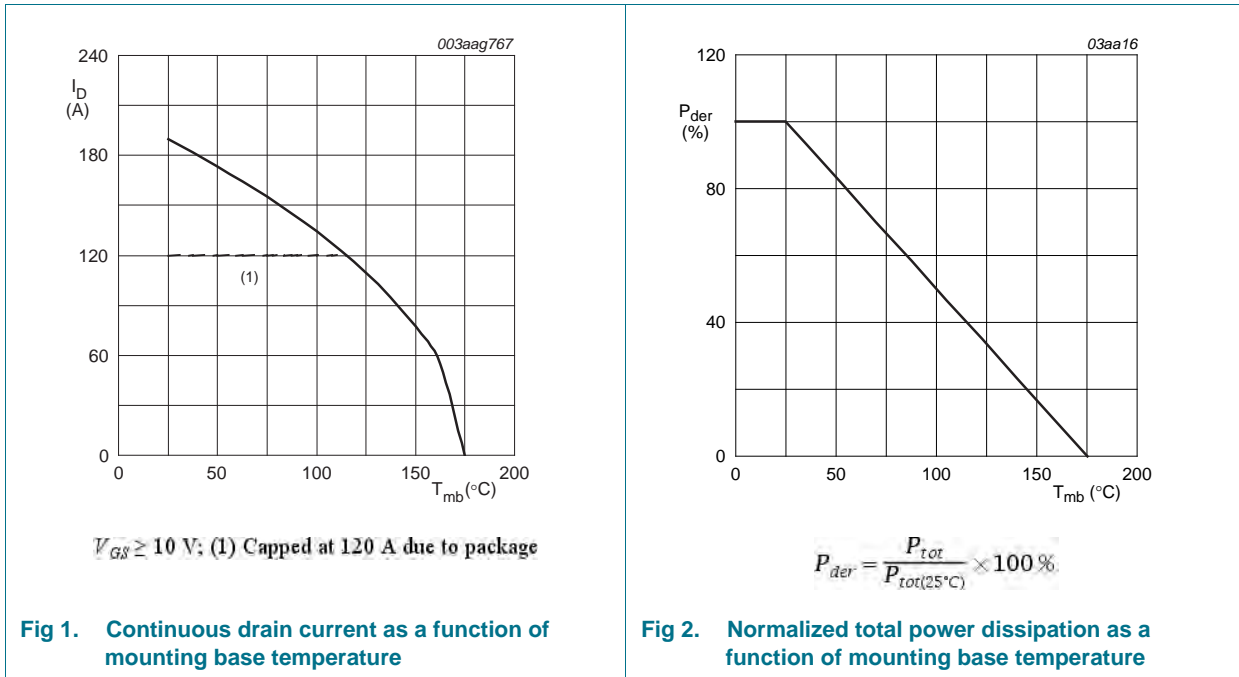 003aag767
240
I_D
(A)
180
120
(1)
60
0
0 50 100 150 200
T_mb(°C)
V_GS ≥ 10 V; (1) Capped at 120 A due to package
Fig 1. Continuous drain current as a function of
mounting base temperature
03aa16
120
P_der
(%)
80
40
0
0 50 100 150 200
T_mb (°C)
P_der = P_tot / P_tot(25°C) × 100 %
Fig 2. Normalized total power dissipation as a
function of mounting base temperature